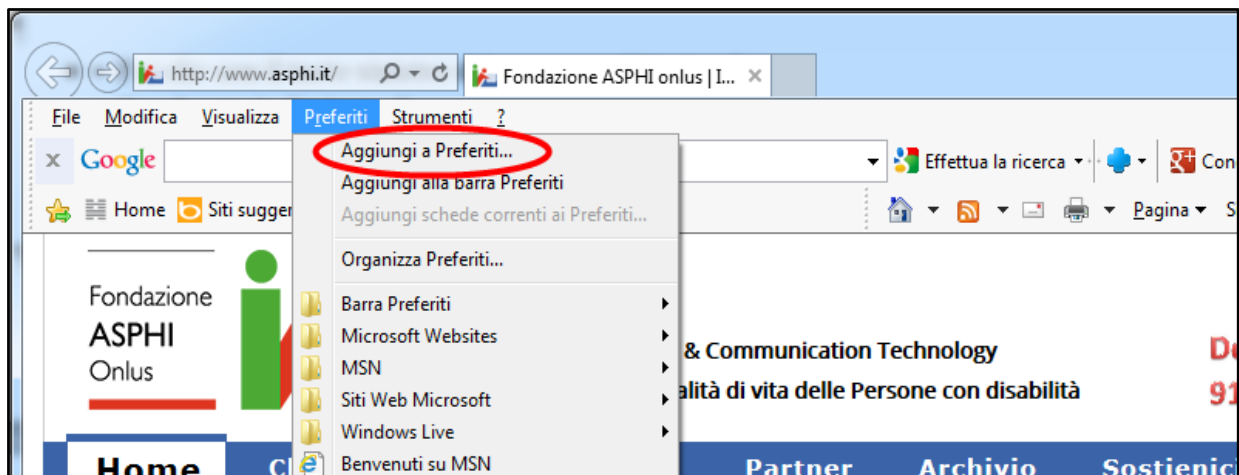 http://www.asphi.it/
Fondazione ASPHI onlus | I...
File Modifica Visualizza Preferiti Strumenti ?
x Google
Effettua la ricerca
Home Siti
Pagina
Aggiungi a Preferiti...
Aggiungi alla barra Preferiti
Aggiungi schede correnti ai Preferiti...
Organizza Preferiti...
Barra Preferiti
Microsoft Websites
MSN
Siti Web Microsoft
Windows Live
Benvenuti su MSN
Fondazione
ASPHI
Onlus
& Communication Technology
alità di vita delle Persone con disabilità
91
Home
Partner Archivio Sostienici